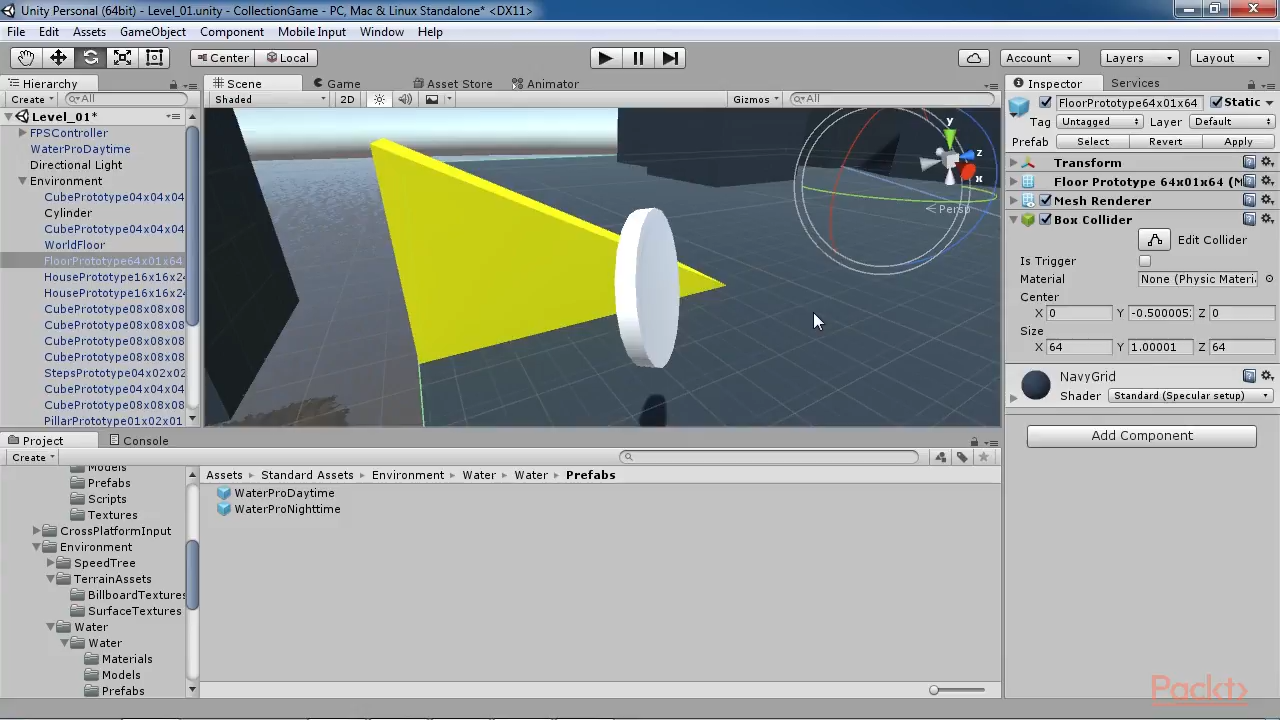 Unity Personal (64bit) - Level_01.unity - CollectionGame - PC, Mac & Linux Standalone* <DX11>
File Edit Assets GameObject Component Mobile Input Window Help
Center Local Account Layers Layout
Hierarchy
Create All
Level_01*
FPSController
WaterProDaytime
Directional Light
Environment
CubePrototype04x04x04
Cylinder
CubePrototype04x04x04
WorldFloor
FloorPrototype64x01x64
HousePrototype16x16x24
HousePrototype16x16x24
CubePrototype08x08x08
CubePrototype08x08x08
CubePrototype08x08x08
CubePrototype08x08x08
StepsPrototype04x02x02
CubePrototype04x04x04
CubePrototype08x08x08
PillarPrototype01x02x01
Scene Game Asset Store Animator
Shaded 2D Gizmos All
y
z
x
Persp
Inspector Services
FloorPrototype64x01x64 Static
Tag Untagged Layer Default
Prefab Select Revert Apply
Transform
Floor Prototype 64x01x64 (M
Mesh Renderer
Box Collider
Edit Collider
Is Trigger
Material None (Physic Materia
Center
X 0 Y -0.500005 Z 0
Size
X 64 Y 1.00001 Z 64
NavyGrid
Shader Standard (Specular setup)
Add Component
Project Console
Create
Models
Prefabs
Scripts
Textures
CrossPlatformInput
Environment
SpeedTree
TerrainAssets
BillboardTextures
SurfaceTextures
Water
Water
Materials
Models
Prefabs
Assets Standard Assets Environment Water Water Prefabs
WaterProDaytime
WaterProNighttime
Packt